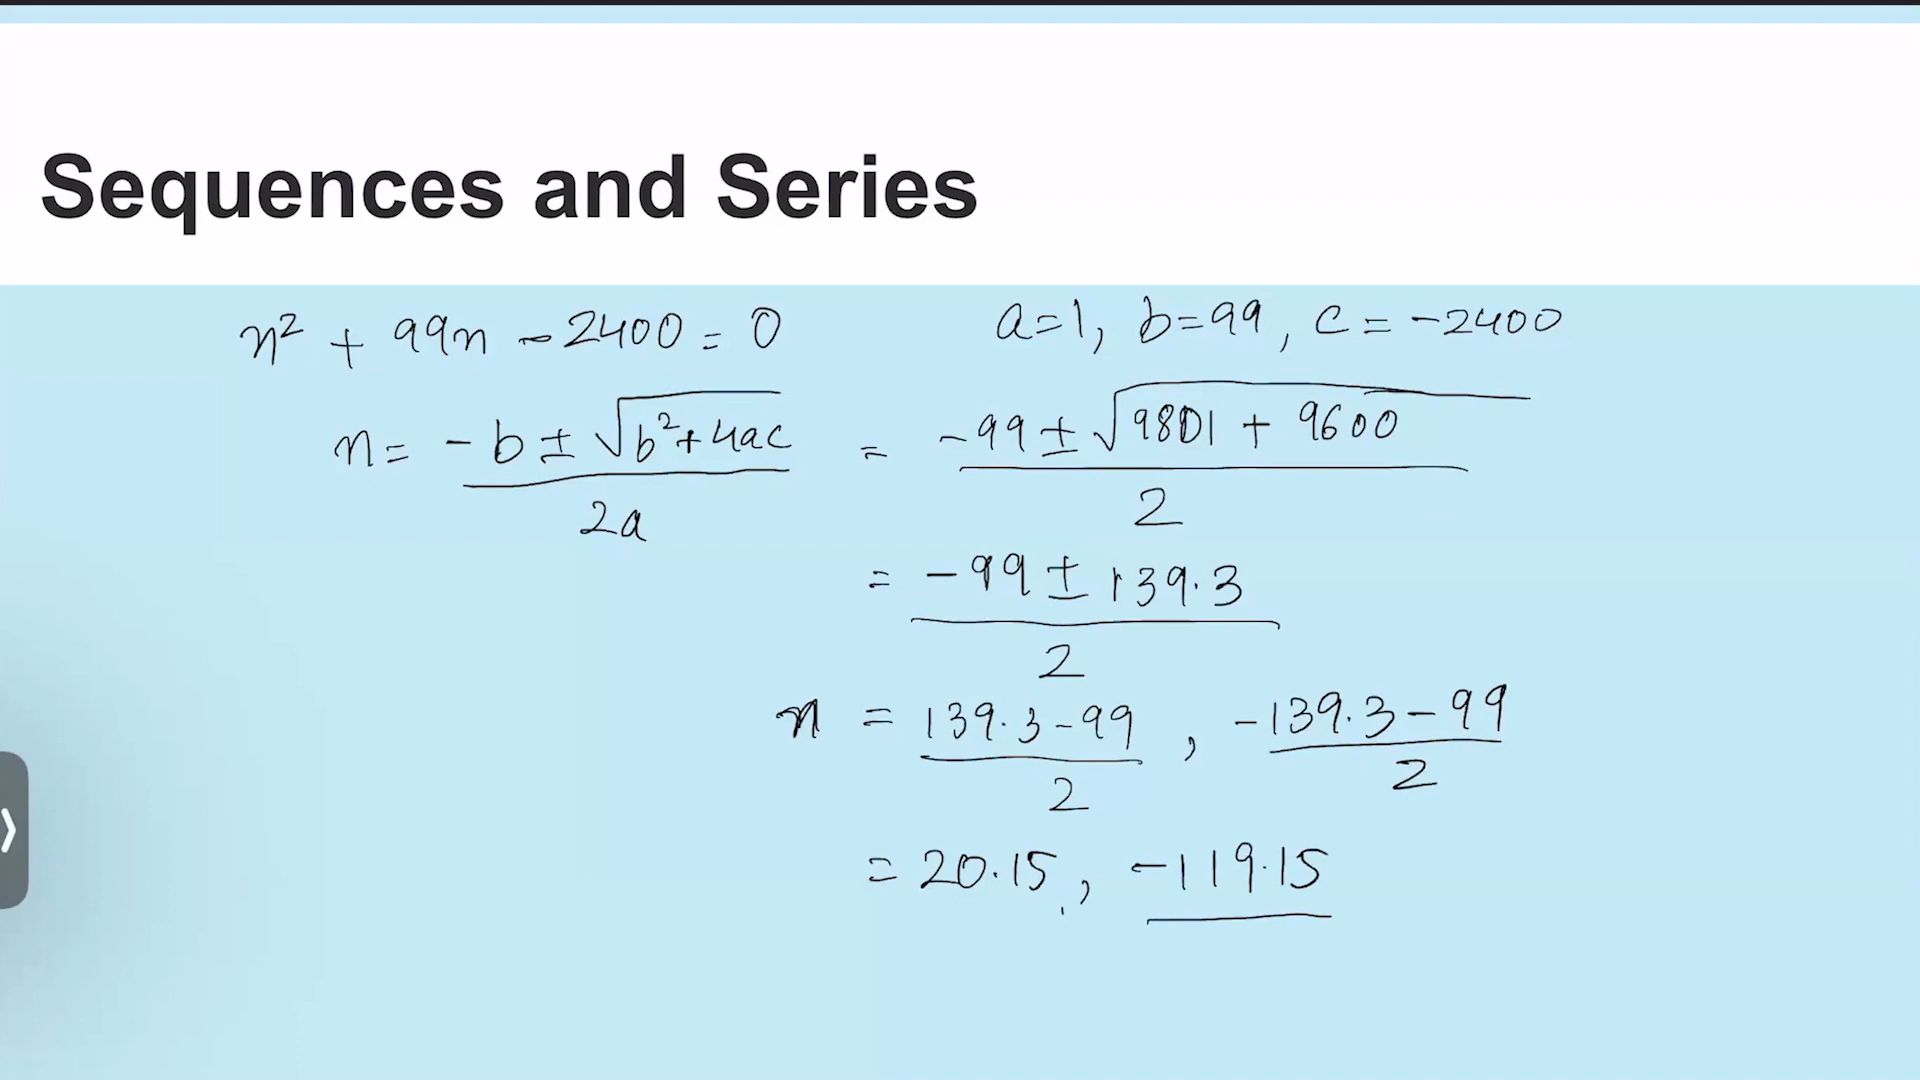 Sequences and Series
n² + 99n - 2400 = 0    a=1, b=99, c = -2400
n = (-b ± √(b²+4ac)) / 2a = (-99 ± √(9801 + 9600)) / 2
= (-99 ± 139.3) / 2
n = (139.3-99) / 2 , (-139.3-99) / 2
= 20.15, -119.15